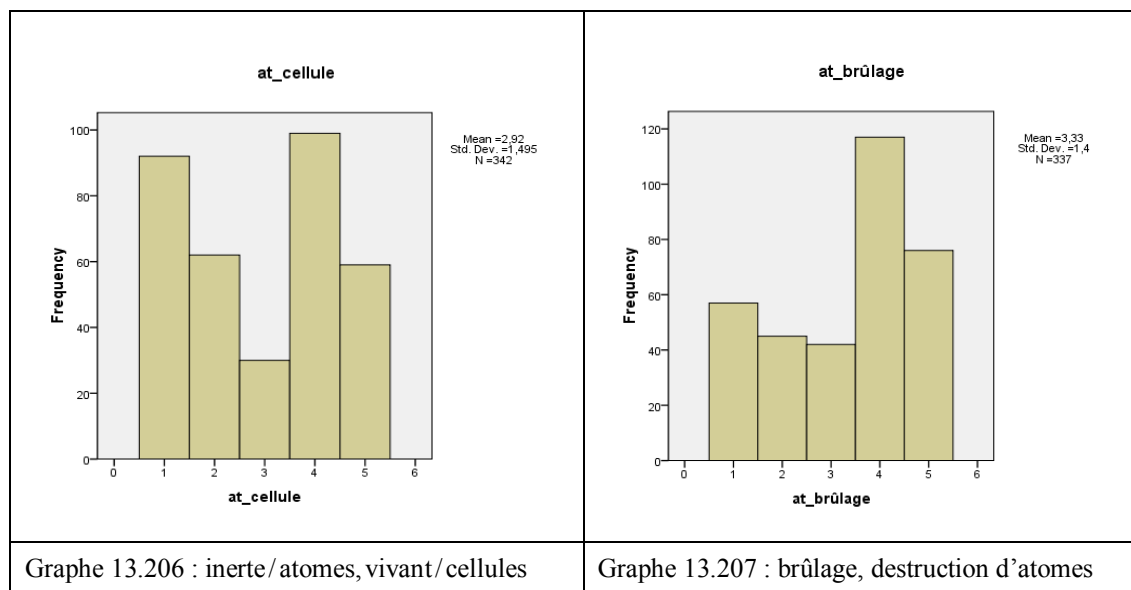 at_cellule
Frequency
100
80
60
40
20
0
0 1 2 3 4 5 6
at_cellule
Mean =2,92
Std. Dev. =1,495
N =342
at_brûlage
Frequency
120
100
80
60
40
20
0
0 1 2 3 4 5 6
at_brûlage
Mean =3,33
Std. Dev. =1,4
N =337
Graphe 13.206 : inerte/atomes, vivant/cellules
Graphe 13.207 : brûlage, destruction d’atomes